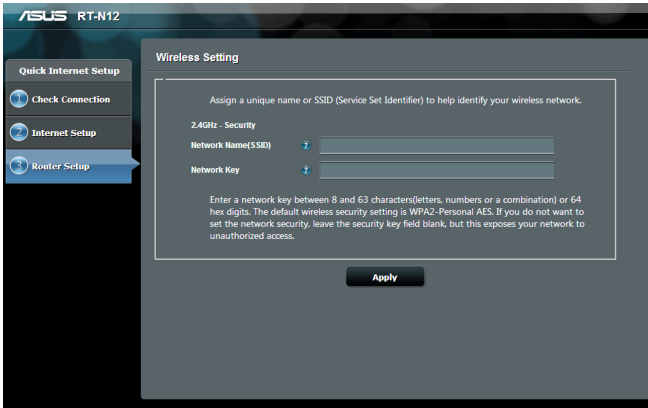 ASUS RT-N12
Quick Internet Setup
1 Check Connection
2 Internet Setup
3 Router Setup
Wireless Setting
Assign a unique name or SSID (Service Set Identifier) to help identify your wireless network.
2.4GHz - Security
Network Name(SSID) ?
Network Key ?
Enter a network key between 8 and 63 characters(letters, numbers or a combination) or 64
hex digits. The default wireless security setting is WPA2-Personal AES. If you do not want to
set the network security, leave the security key field blank, but this exposes your network to
unauthorized access.
Apply